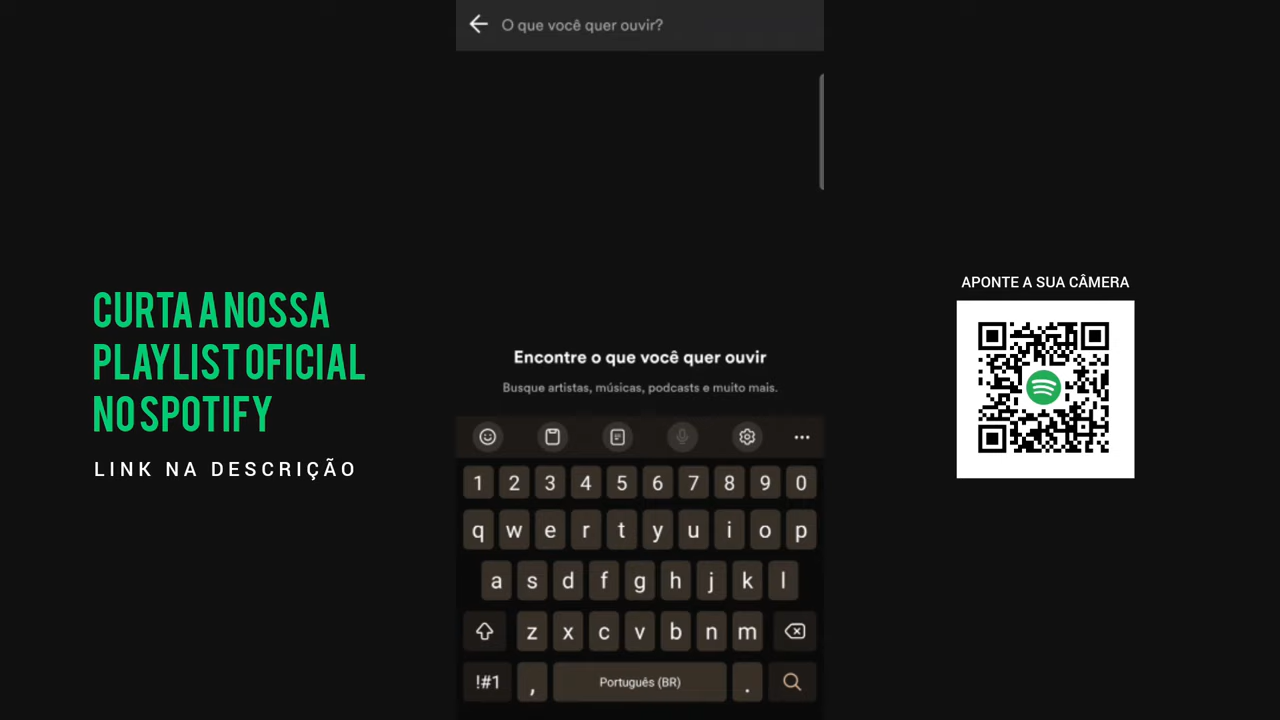 O que você quer ouvir?
CURTA A NOSSA
PLAYLIST OFICIAL
NO SPOTIFY
LINK NA DESCRIÇÃO
Encontre o que você quer ouvir
Busque artistas, músicas, podcasts e muito mais.
1 2 3 4 5 6 7 8 9 0
q w e r t y u i o p
a s d f g h j k l
z x c v b n m
!#1 , Português (BR) .
APONTE A SUA CÂMERA